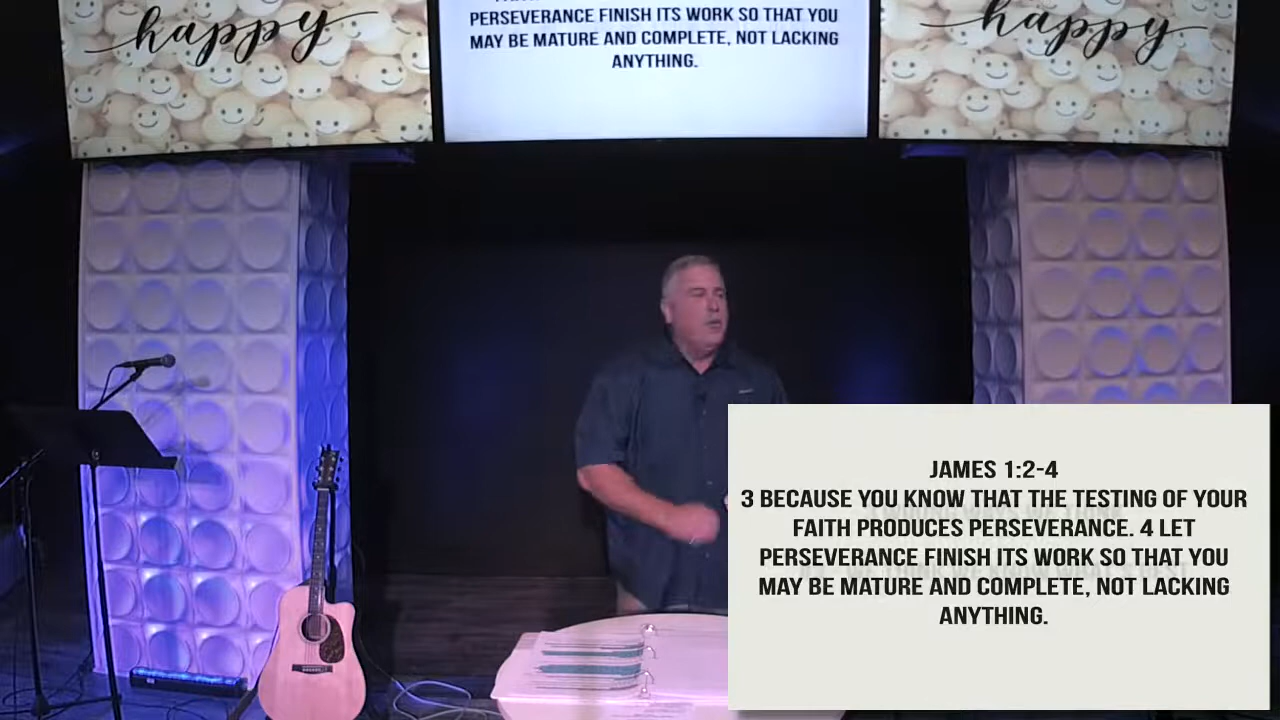 happy
PERSEVERANCE FINISH ITS WORK SO THAT YOU
MAY BE MATURE AND COMPLETE, NOT LACKING
ANYTHING.
happy
JAMES 1:2-4
3 BECAUSE YOU KNOW THAT THE TESTING OF YOUR
FAITH PRODUCES PERSEVERANCE. 4 LET
PERSEVERANCE FINISH ITS WORK SO THAT YOU
MAY BE MATURE AND COMPLETE, NOT LACKING
ANYTHING.